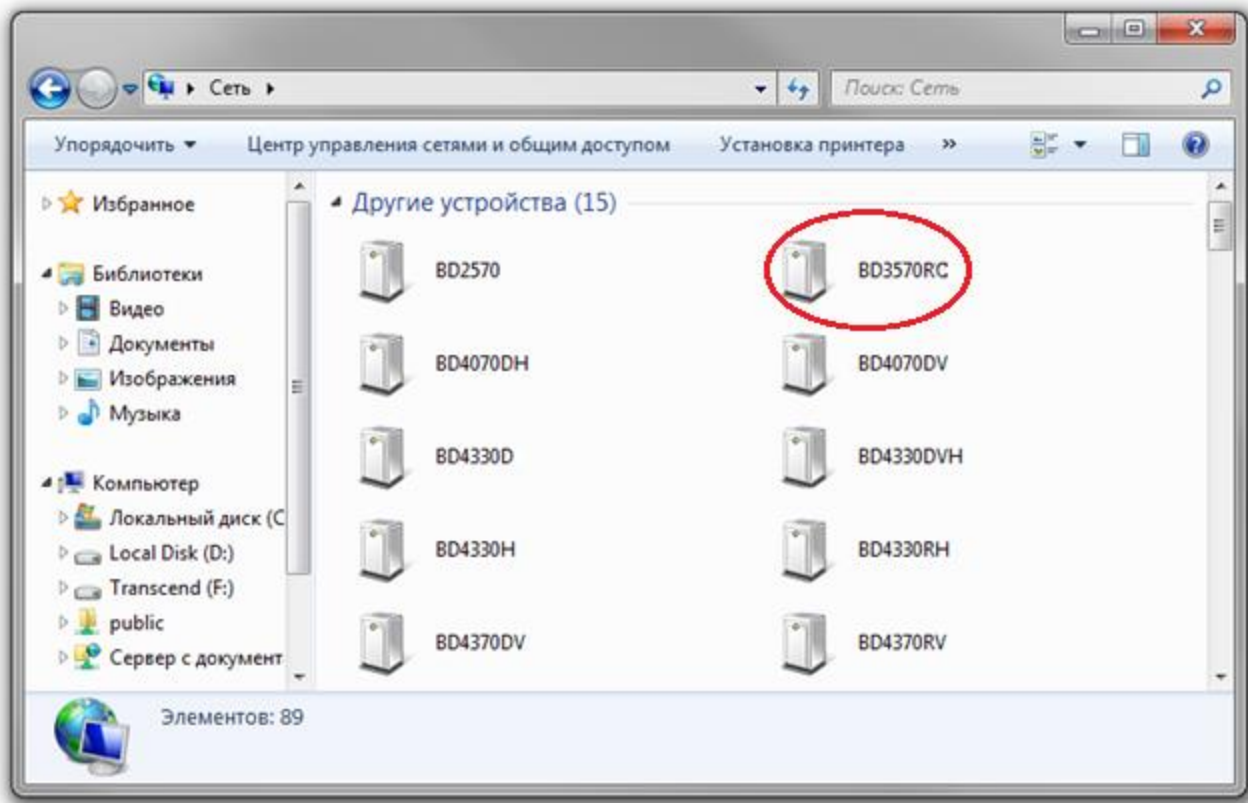 Сеть
Поиск: Сеть
Упорядочить
Центр управления сетями и общим доступом
Установка принтера
»
Избранное
Библиотеки
Видео
Документы
Изображения
Музыка
Компьютер
Локальный диск (C
Local Disk (D:)
Transcend (F:)
public
Сервер с документ
Другие устройства (15)
BD2570
BD3570RC
BD4070DH
BD4070DV
BD4330D
BD4330DVH
BD4330H
BD4330RH
BD4370DV
BD4370RV
Элементов: 89